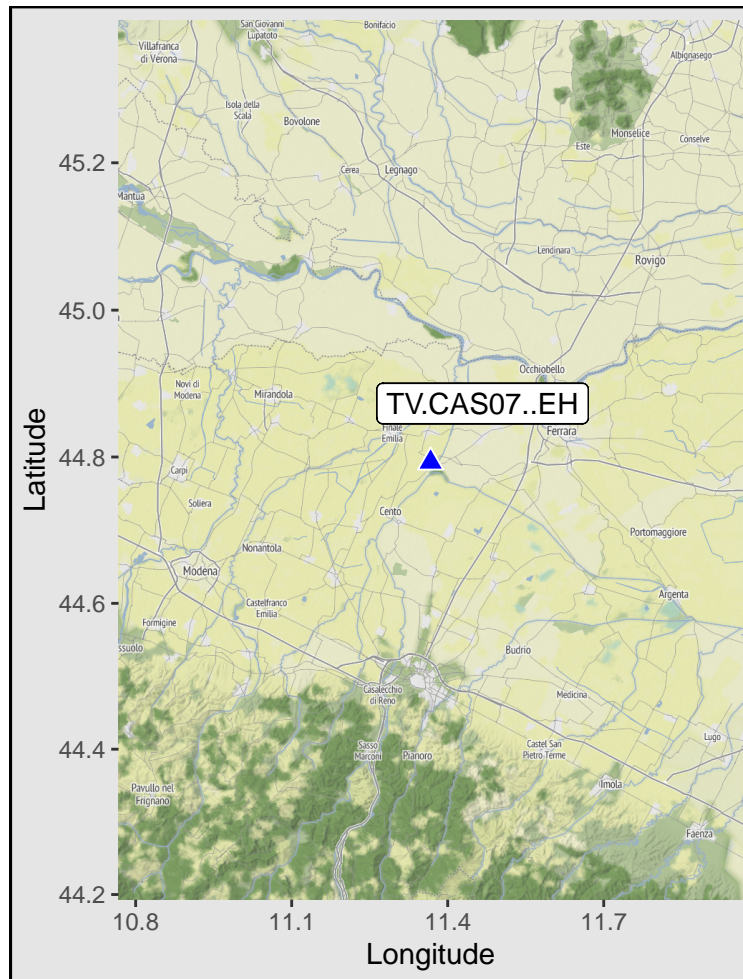 San Giovanni
Lupatoto
Bonifacio
Albignasego
Villafranca
di Verona
Isola della
Scala
Bovolone
Monselice
Conselve
Este
45.2
Cerea
Legnago
Mantua
Lendinara
Rovigo
45.0
Occhiobello
Novi di
Modena
Mirandola
TV.CAS07..EH
Finale
Emilia
Ferrara
44.8
Carpi
Soliera
Cento
Portomaggiore
Nonantola
Modena
Argenta
44.6
Castelfranco
Emilia
Formigine
ssuolo
Budrio
Casalecchio
di Reno
Medicina
Lugo
Sasso
Marconi
Pianoro
Castel San
Pietro Terme
44.4
Pavullo nel
Frignano
Imola
Faenza
44.2
10.8
11.1
11.4
11.7
Latitude
Longitude